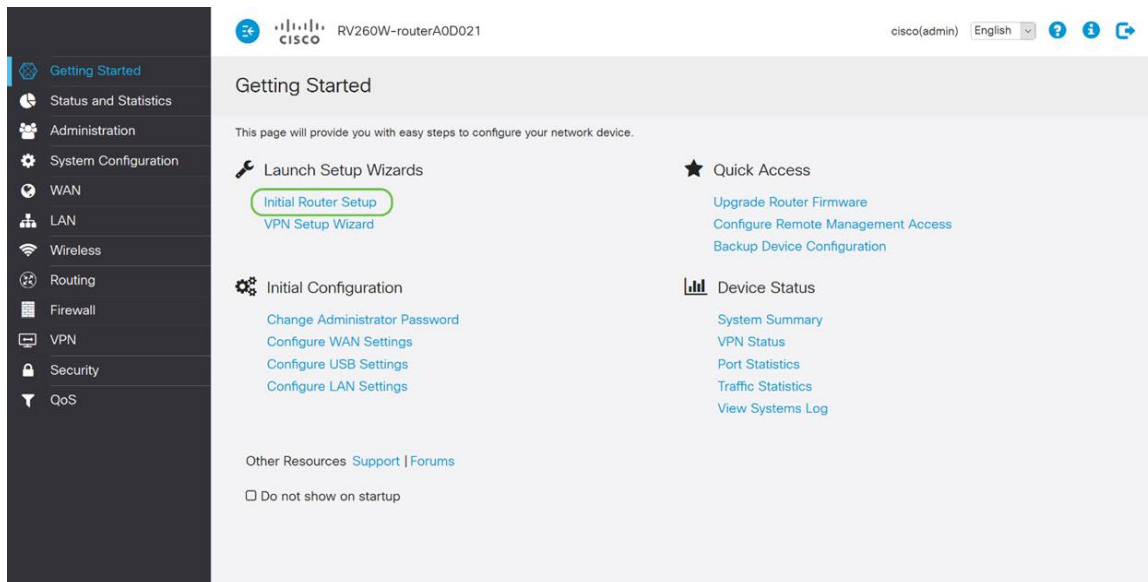 CISCO
RV260W-routerA0D021
cisco(admin)
English
Getting Started
Status and Statistics
Administration
System Configuration
WAN
LAN
Wireless
Routing
Firewall
VPN
Security
QoS
Getting Started
This page will provide you with easy steps to configure your network device.
Launch Setup Wizards
Initial Router Setup
VPN Setup Wizard
Quick Access
Upgrade Router Firmware
Configure Remote Management Access
Backup Device Configuration
Initial Configuration
Change Administrator Password
Configure WAN Settings
Configure USB Settings
Configure LAN Settings
Device Status
System Summary
VPN Status
Port Statistics
Traffic Statistics
View Systems Log
Other Resources Support | Forums
Do not show on startup